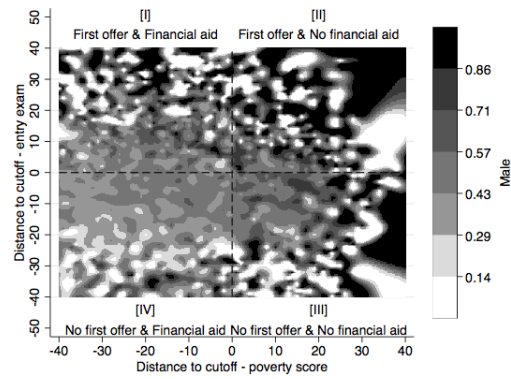 [I] [II]
First offer & Financial aid First offer & No financial aid
50
40
30
20
10
0
-10
-20
-30
-40
-50
Distance to cutoff - entry exam
[IV] [III]
No first offer & Financial aid No first offer & No financial aid
-40 -30 -20 -10 0 10 20 30 40
Distance to cutoff - poverty score
0.86
0.71
0.57
0.43
0.29
0.14
Male